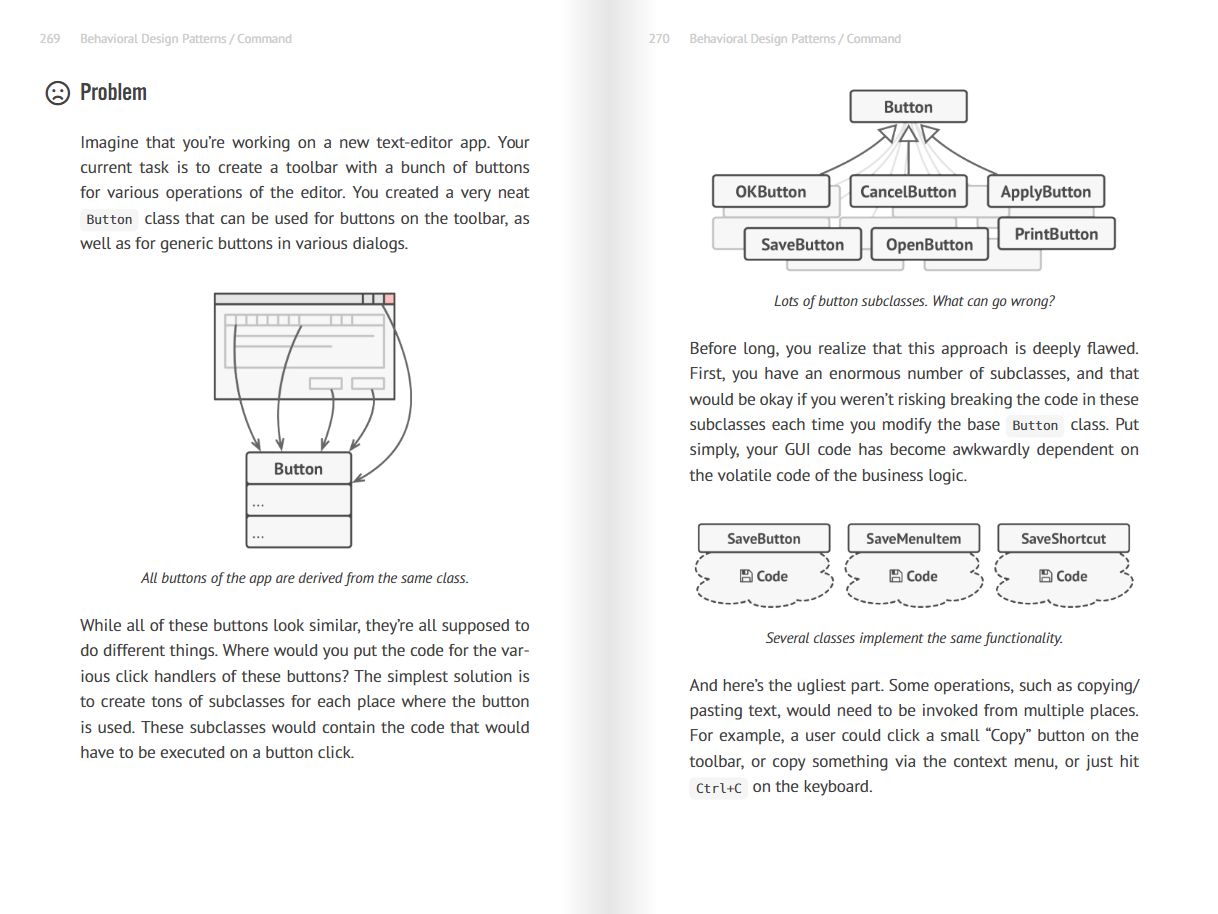 269 Behavioral Design Patterns / Command
Problem
Imagine that you’re working on a new text-editor app. Your
current task is to create a toolbar with a bunch of buttons
for various operations of the editor. You created a very neat
Button class that can be used for buttons on the toolbar, as
well as for generic buttons in various dialogs.
Button
...
...
All buttons of the app are derived from the same class.
While all of these buttons look similar, they’re all supposed to
do different things. Where would you put the code for the var-
ious click handlers of these buttons? The simplest solution is
to create tons of subclasses for each place where the button
is used. These subclasses would contain the code that would
have to be executed on a button click.
270 Behavioral Design Patterns / Command
Button
OKButton CancelButton ApplyButton
SaveButton OpenButton PrintButton
Lots of button subclasses. What can go wrong?
Before long, you realize that this approach is deeply flawed.
First, you have an enormous number of subclasses, and that
would be okay if you weren’t risking breaking the code in these
subclasses each time you modify the base Button class. Put
simply, your GUI code has become awkwardly dependent on
the volatile code of the business logic.
SaveButton SaveMenuItem SaveShortcut
Code Code Code
Several classes implement the same functionality.
And here’s the ugliest part. Some operations, such as copying/
pasting text, would need to be invoked from multiple places.
For example, a user could click a small “Copy” button on the
toolbar, or copy something via the context menu, or just hit
Ctrl+C on the keyboard.